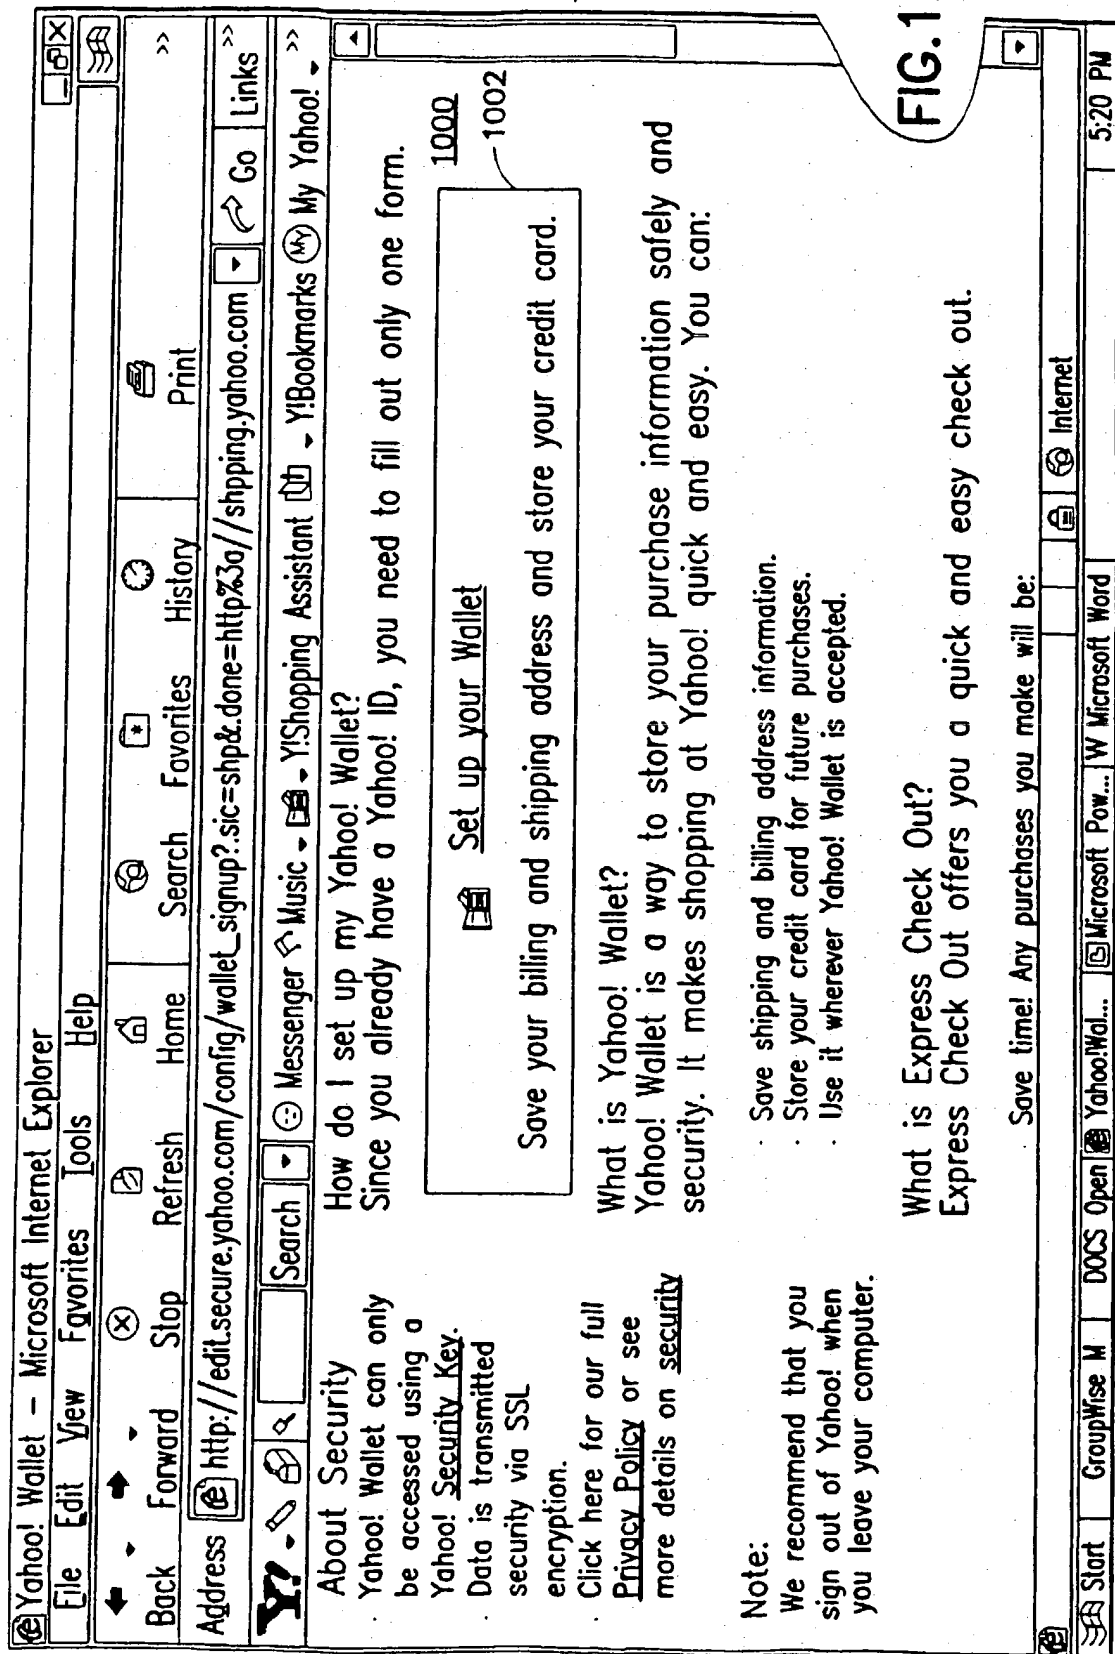 Yahoo! Wallet – Microsoft Internet Explorer
File Edit View Favorites Tools Help
Back Forward Stop Refresh Home Search Favorites History Print >>
Address http://edit.secure.yahoo.com/config/wallet_signup?.sic=shp&.done=http%3a//shpping.yahoo.com Go Links >>
Y! Search Messenger Music Y!Shopping Assistant Y!Bookmarks My My Yahoo! >>
About Security
· Yahoo! Wallet can only
be accessed using a
Yahoo! Security Key.
· Data is transmitted
security via SSL
encryption.
· Click here for our full
Privacy Policy or see
more details on security
Note:
We recommend that you
sign out of Yahoo! when
you leave your computer.
How do I set up my Yahoo! Wallet?
Since you already have a Yahoo! ID, you need to fill out only one form.
1000
1002
Set up your Wallet
Save your billing and shipping address and store your credit card.
What is Yahoo! Wallet?
Yahoo! Wallet is a way to store your purchase information safely and
security. It makes shopping at Yahoo! quick and easy. You can:
· Save shipping and billing address information.
· Store your credit card for future purchases.
· Use it wherever Yahoo! Wallet is accepted.
What is Express Check Out?
Express Check Out offers you a quick and easy check out.
· Save time! Any purchases you make will be:
FIG.1
Internet
Start GroupWise M DOCS Open Yahoo!Wal... Microsoft Pow... W Microsoft Word 5:20 PM